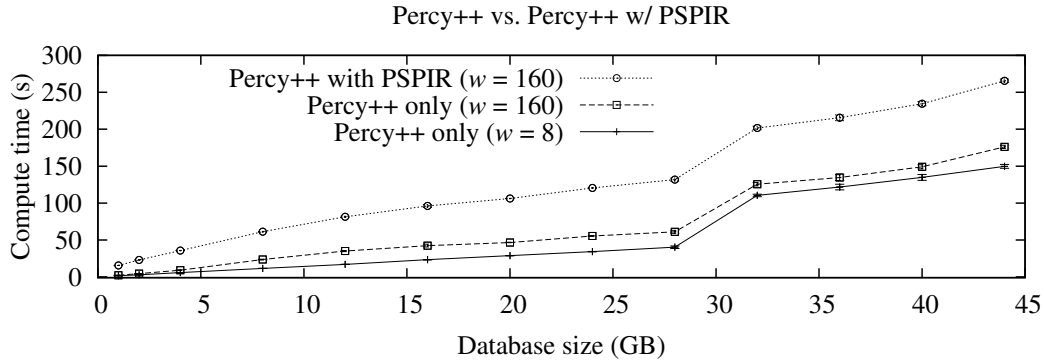 Percy++ vs. Percy++ w/ PSPIR
300
250
200
150
100
50
0
Compute time (s)
Percy++ with PSPIR (w = 160)
Percy++ only (w = 160)
Percy++ only (w = 8)
0 5 10 15 20 25 30 35 40 45
Database size (GB)